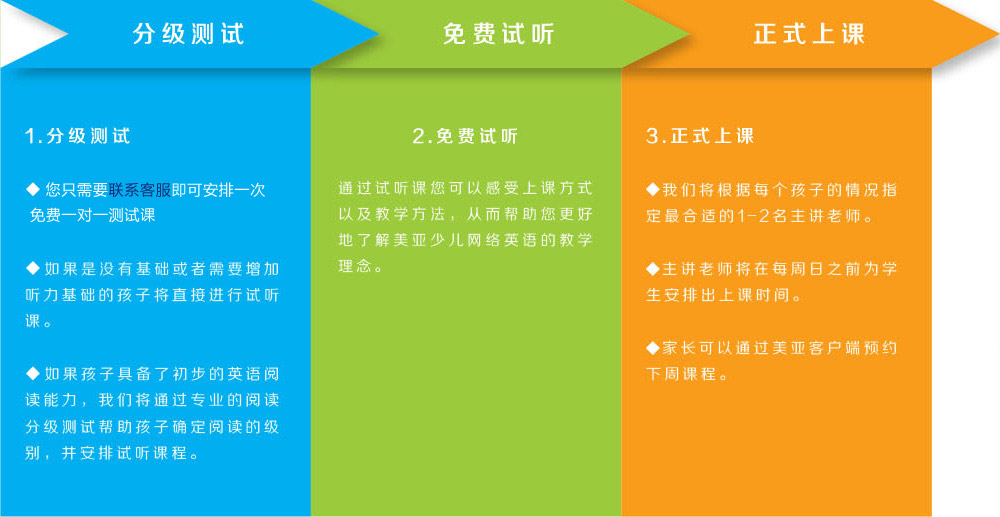 分级测试
免费试听
正式上课
1.分级测试
◆ 您只需要联系客服即可安排一次
免费一对一测试课
◆如果是没有基础或者需要增加
听力基础的孩子将直接进行试听
课。
◆如果孩子具备了初步的英语阅
读能力，我们将通过专业的阅读
分级测试帮助孩子确定阅读的级
别，并安排试听课程。
2.免费试听
通过试听课您可以感受上课方式
以及教学方法，从而帮助您更好
地了解美亚少儿网络英语的教学
理念。
3.正式上课
◆我们将根据每个孩子的情况指
定最合适的1-2名主讲老师。
◆主讲老师将在每周日之前为学
生安排出上课时间。
◆家长可以通过美亚客户端预约
下周课程。